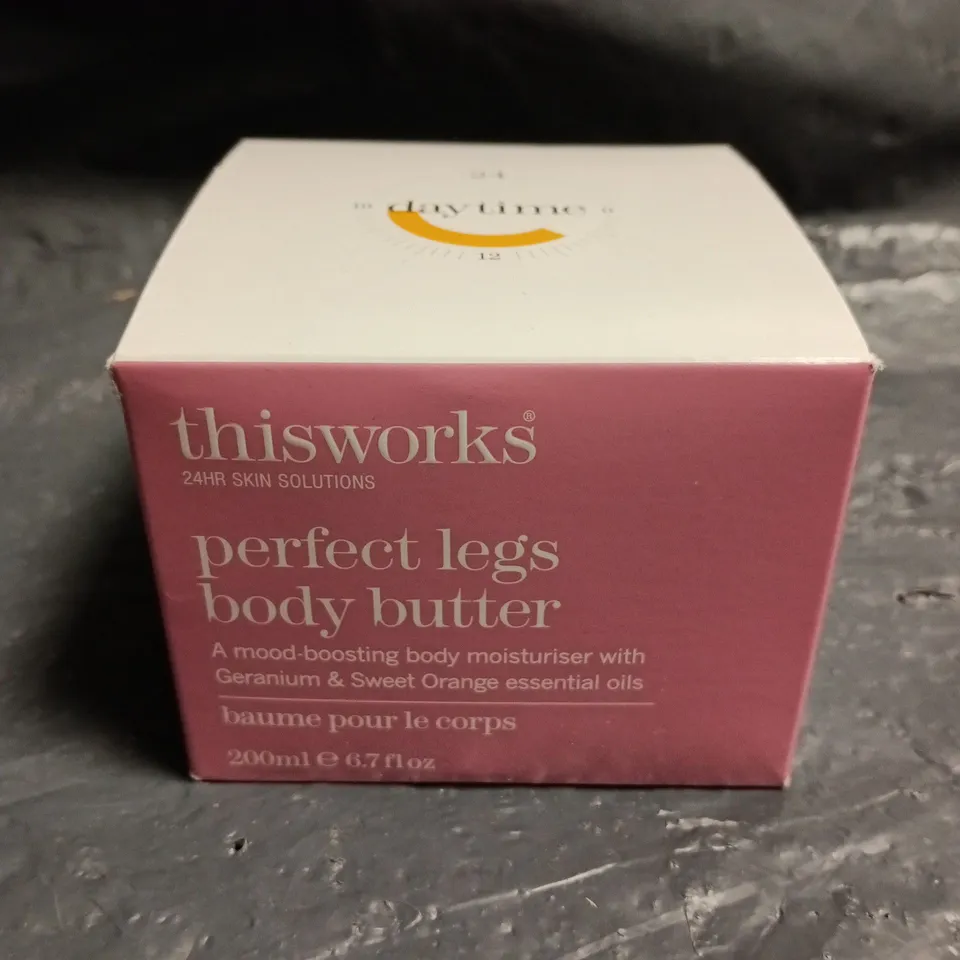 24
18 daytime 6
12
thisworks®
24HR SKIN SOLUTIONS
perfect legs
body butter
A mood-boosting body moisturiser with
Geranium & Sweet Orange essential oils
baume pour le corps
200ml ℮ 6.7 fl oz